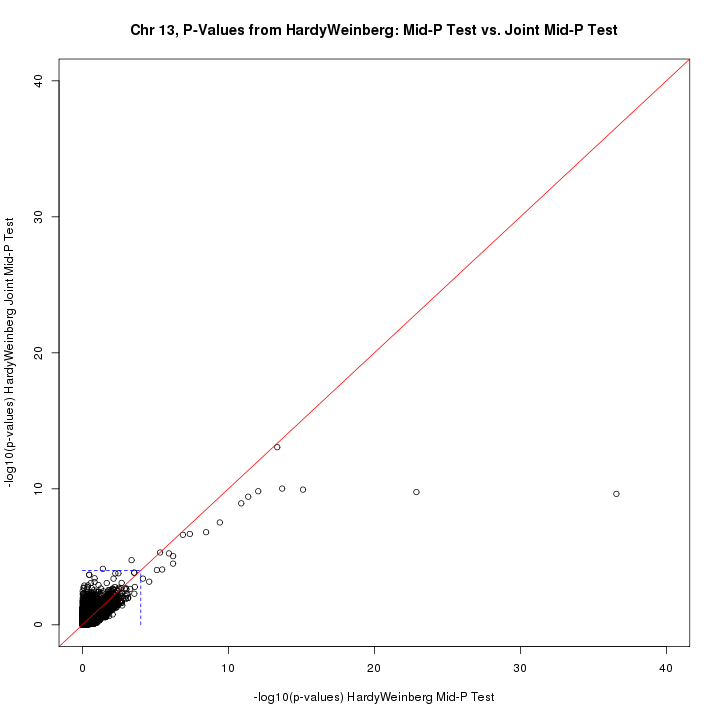 Chr 13, P-Values from HardyWeinberg: Mid-P Test vs. Joint Mid-P Test
-log10(p-values) HardyWeinberg Joint Mid-P Test
40
30
20
10
0
0 10 20 30 40
-log10(p-values) HardyWeinberg Mid-P Test